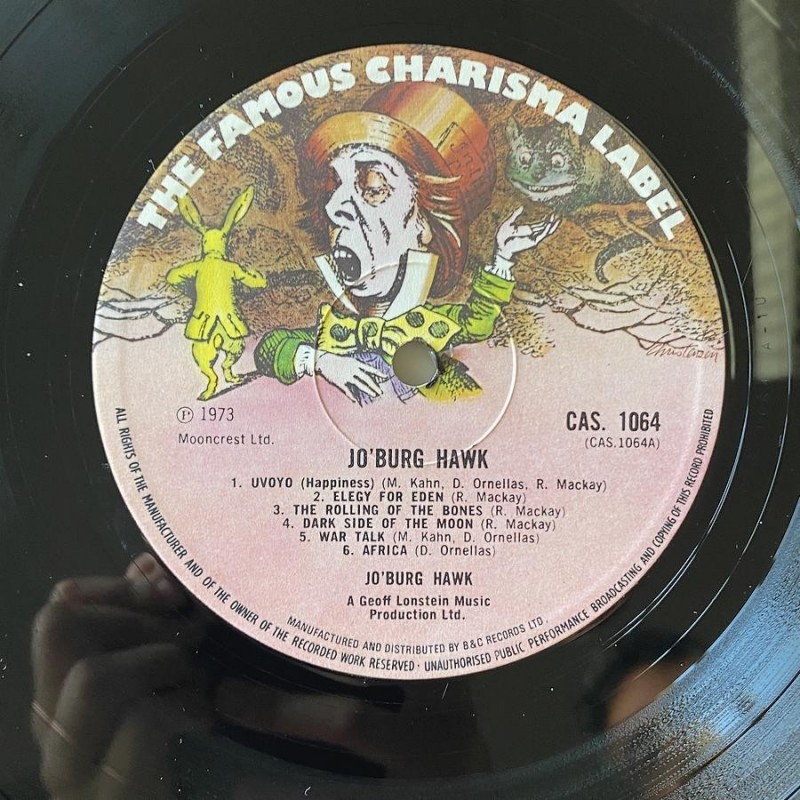 THE FAMOUS CHARISMA LABEL
Christensen
Ⓟ 1973
Mooncrest Ltd.
CAS. 1064
(CAS.1064A)
JO'BURG HAWK
1. UVOYO (Happiness) (M. Kahn, D. Ornellas, R. Mackay)
2. ELEGY FOR EDEN (R. Mackay)
3. THE ROLLING OF THE BONES (R. Mackay)
4. DARK SIDE OF THE MOON (R. Mackay)
5. WAR TALK (M. Kahn, D. Ornellas)
6. AFRICA (D. Ornellas)
JO'BURG HAWK
A Geoff Lonstein Music
Production Ltd.
MANUFACTURED AND DISTRIBUTED BY B&C RECORDS LTD.
ALL RIGHTS OF THE MANUFACTURER AND OF THE OWNER OF THE RECORDED WORK RESERVED · UNAUTHORISED PUBLIC PERFORMANCE BROADCASTING AND COPYING OF THIS RECORD PROHIBITED